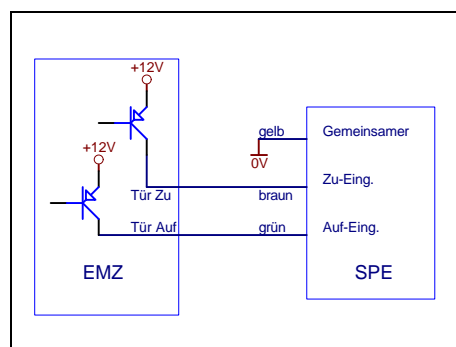 +12V
+12V
gelb
Gemeinsamer
0V
Zu-Eing.
Tür Zu
braun
Tür Auf
grün
Auf-Eing.
EMZ
SPE